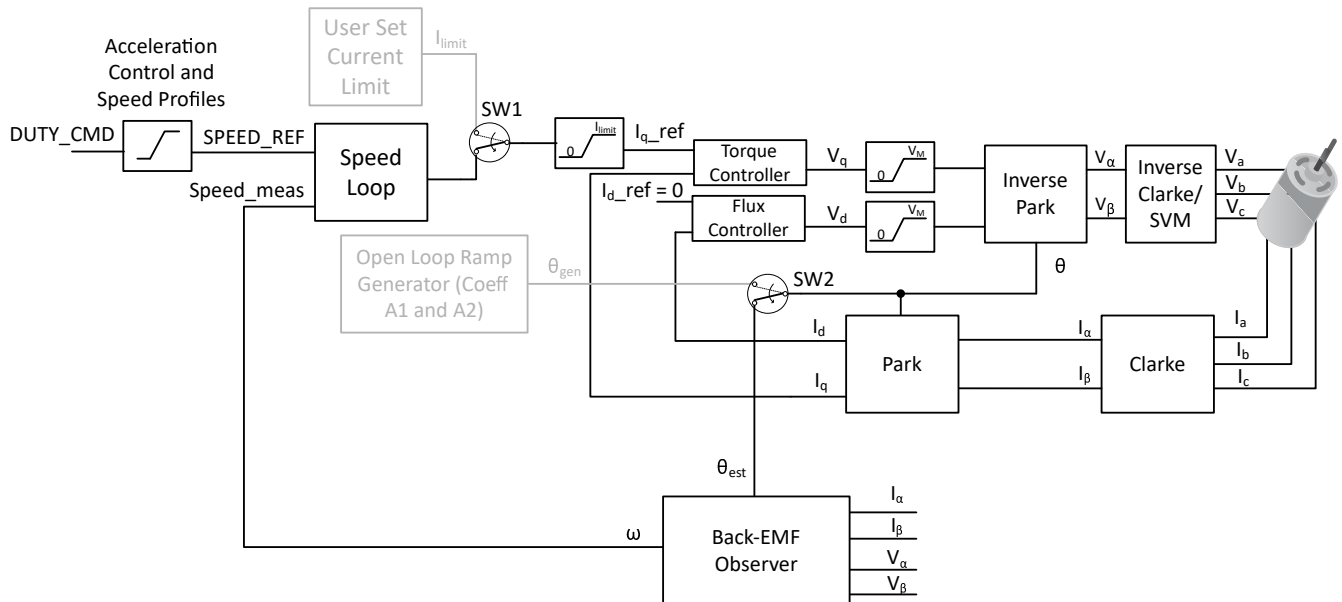 User Set
Current
Limit
I_limit
Acceleration
Control and
Speed Profiles
SW1
DUTY_CMD
SPEED_REF
Speed
Loop
Speed_meas
I_limit
0
I_q_ref
Torque
Controller
V_q
V_M
0
I_d_ref = 0
Flux
Controller
V_d
V_M
0
Inverse
Park
V_α
V_β
Inverse
Clarke/
SVM
V_a
V_b
V_c
Open Loop Ramp
Generator (Coeff
A1 and A2)
θ_gen
SW2
θ
I_d
I_q
Park
I_α
I_β
Clarke
I_a
I_b
I_c
θ_est
ω
Back-EMF
Observer
I_α
I_β
V_α
V_β